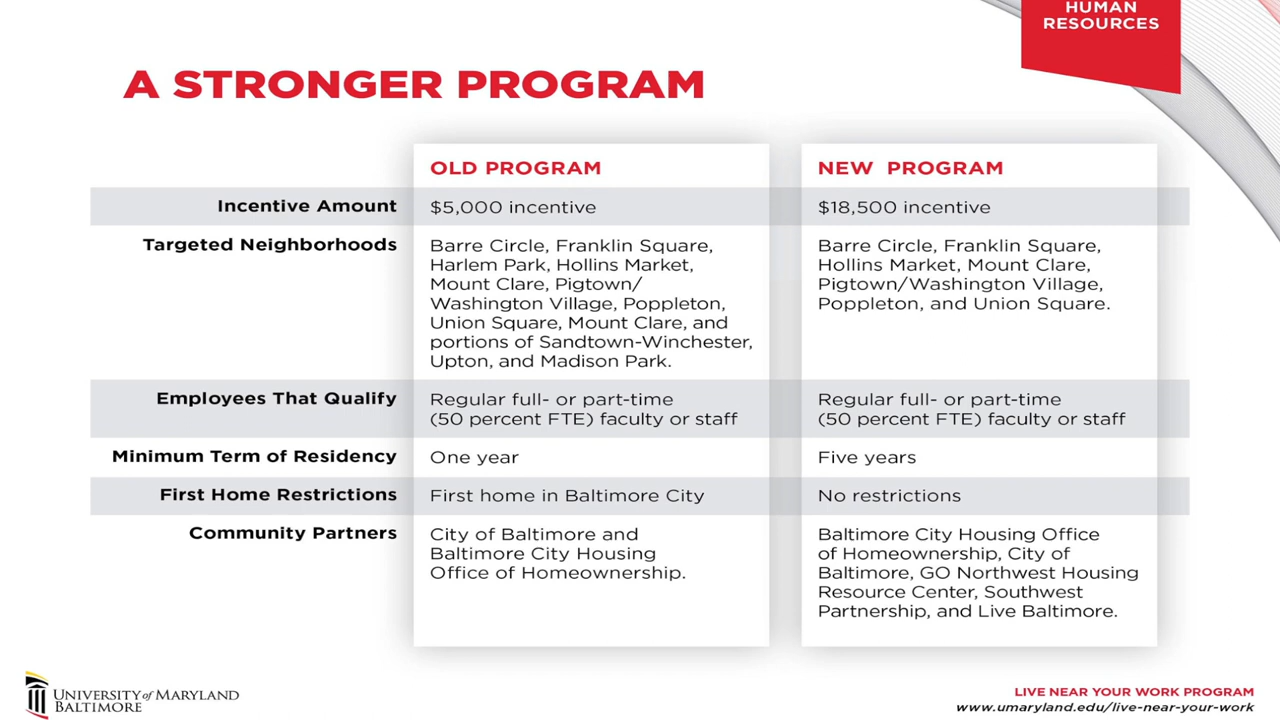 HUMAN
RESOURCES
A STRONGER PROGRAM
OLD PROGRAM
NEW PROGRAM
Incentive Amount
$5,000 incentive
$18,500 incentive
Targeted Neighborhoods
Barre Circle, Franklin Square,
Harlem Park, Hollins Market,
Mount Clare, Pigtown/
Washington Village, Poppleton,
Union Square, Mount Clare, and
portions of Sandtown-Winchester,
Upton, and Madison Park.
Barre Circle, Franklin Square,
Hollins Market, Mount Clare,
Pigtown/Washington Village,
Poppleton, and Union Square.
Employees That Qualify
Regular full- or part-time
(50 percent FTE) faculty or staff
Regular full- or part-time
(50 percent FTE) faculty or staff
Minimum Term of Residency
One year
Five years
First Home Restrictions
First home in Baltimore City
No restrictions
Community Partners
City of Baltimore and
Baltimore City Housing
Office of Homeownership.
Baltimore City Housing Office
of Homeownership, City of
Baltimore, GO Northwest Housing
Resource Center, Southwest
Partnership, and Live Baltimore.
UNIVERSITY of MARYLAND
BALTIMORE
LIVE NEAR YOUR WORK PROGRAM
www.umaryland.edu/live-near-your-work